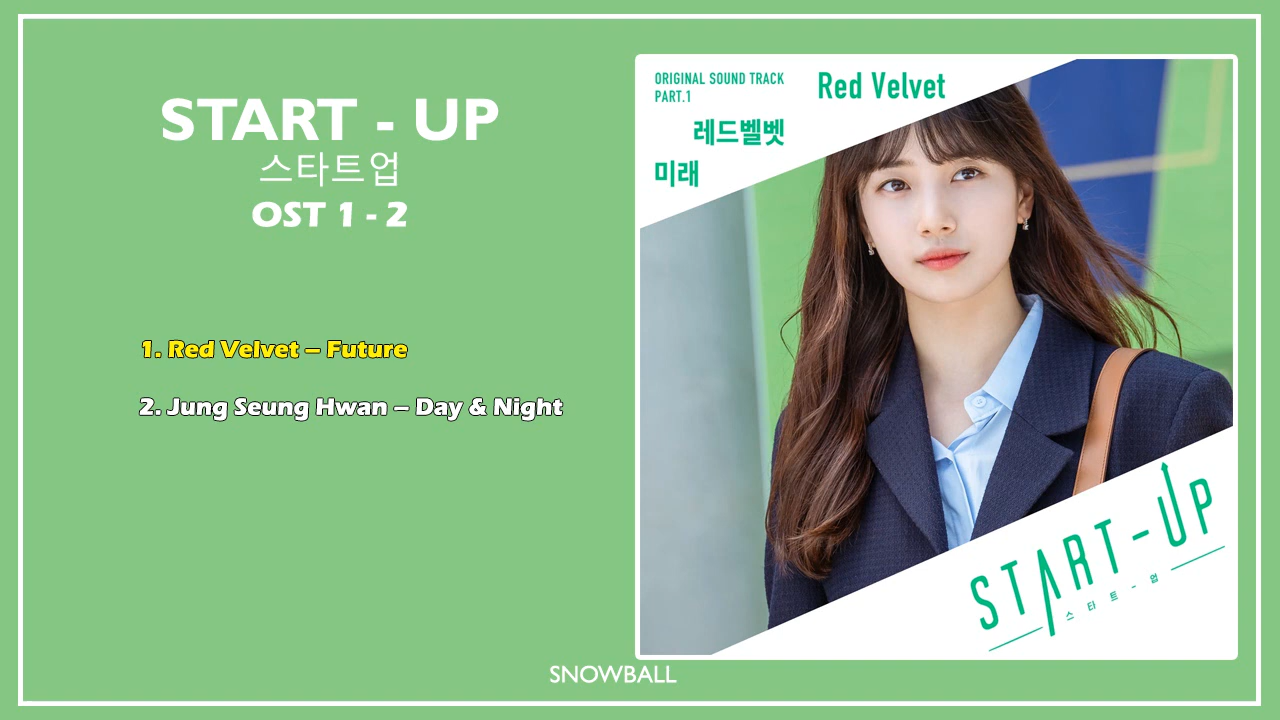 START - UP
스타트업
OST 1 - 2
1. Red Velvet – Future
2. Jung Seung Hwan – Day & Night
ORIGINAL SOUND TRACK
PART.1
Red Velvet
레드벨벳
미래
START-UP
스타트-업
SNOWBALL